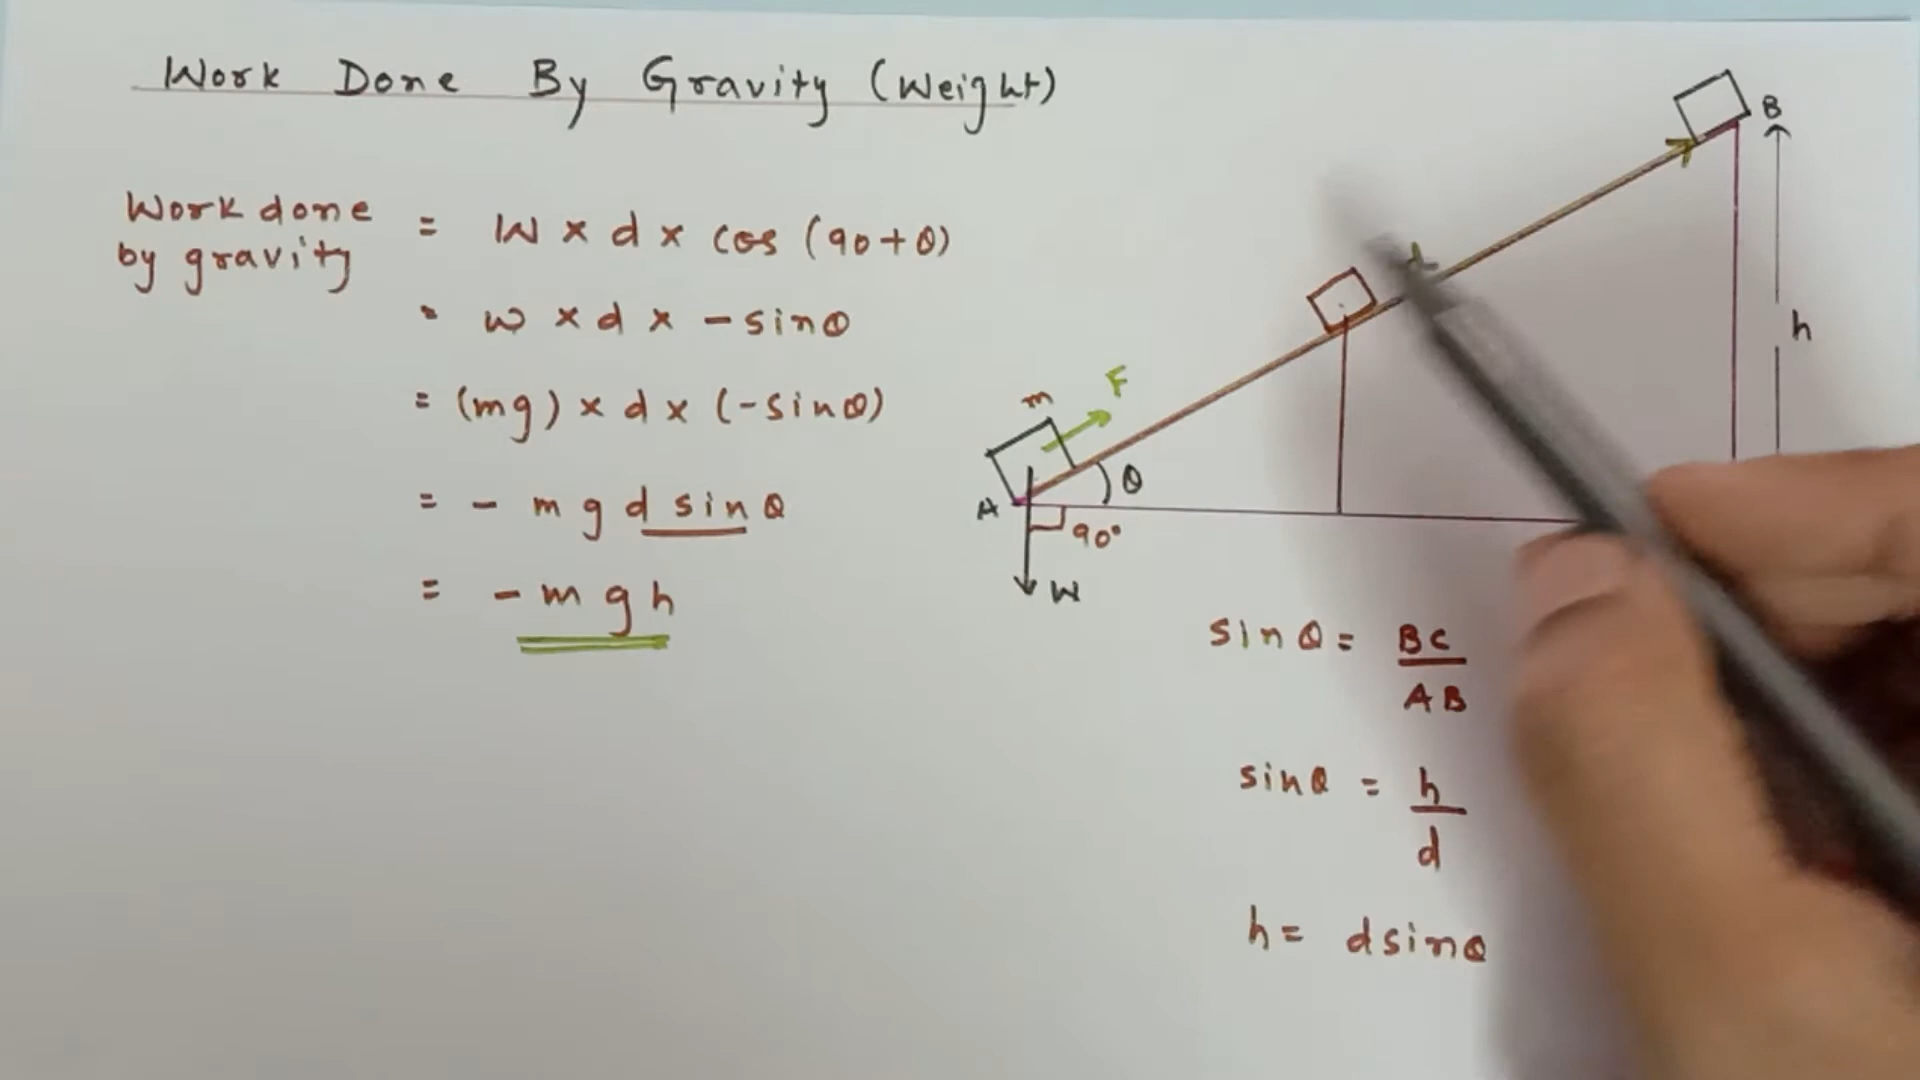 Work Done By Gravity (Weight)
Work done
by gravity
= W × d × cos (90+θ)
= W × d × - sinθ
= (mg) × d × (-sinθ)
= - m g d sinθ
= - m g h
B
h
F
m
A
θ
90°
W
sinθ = BC
AB
sinθ = h
d
h = d sinθ